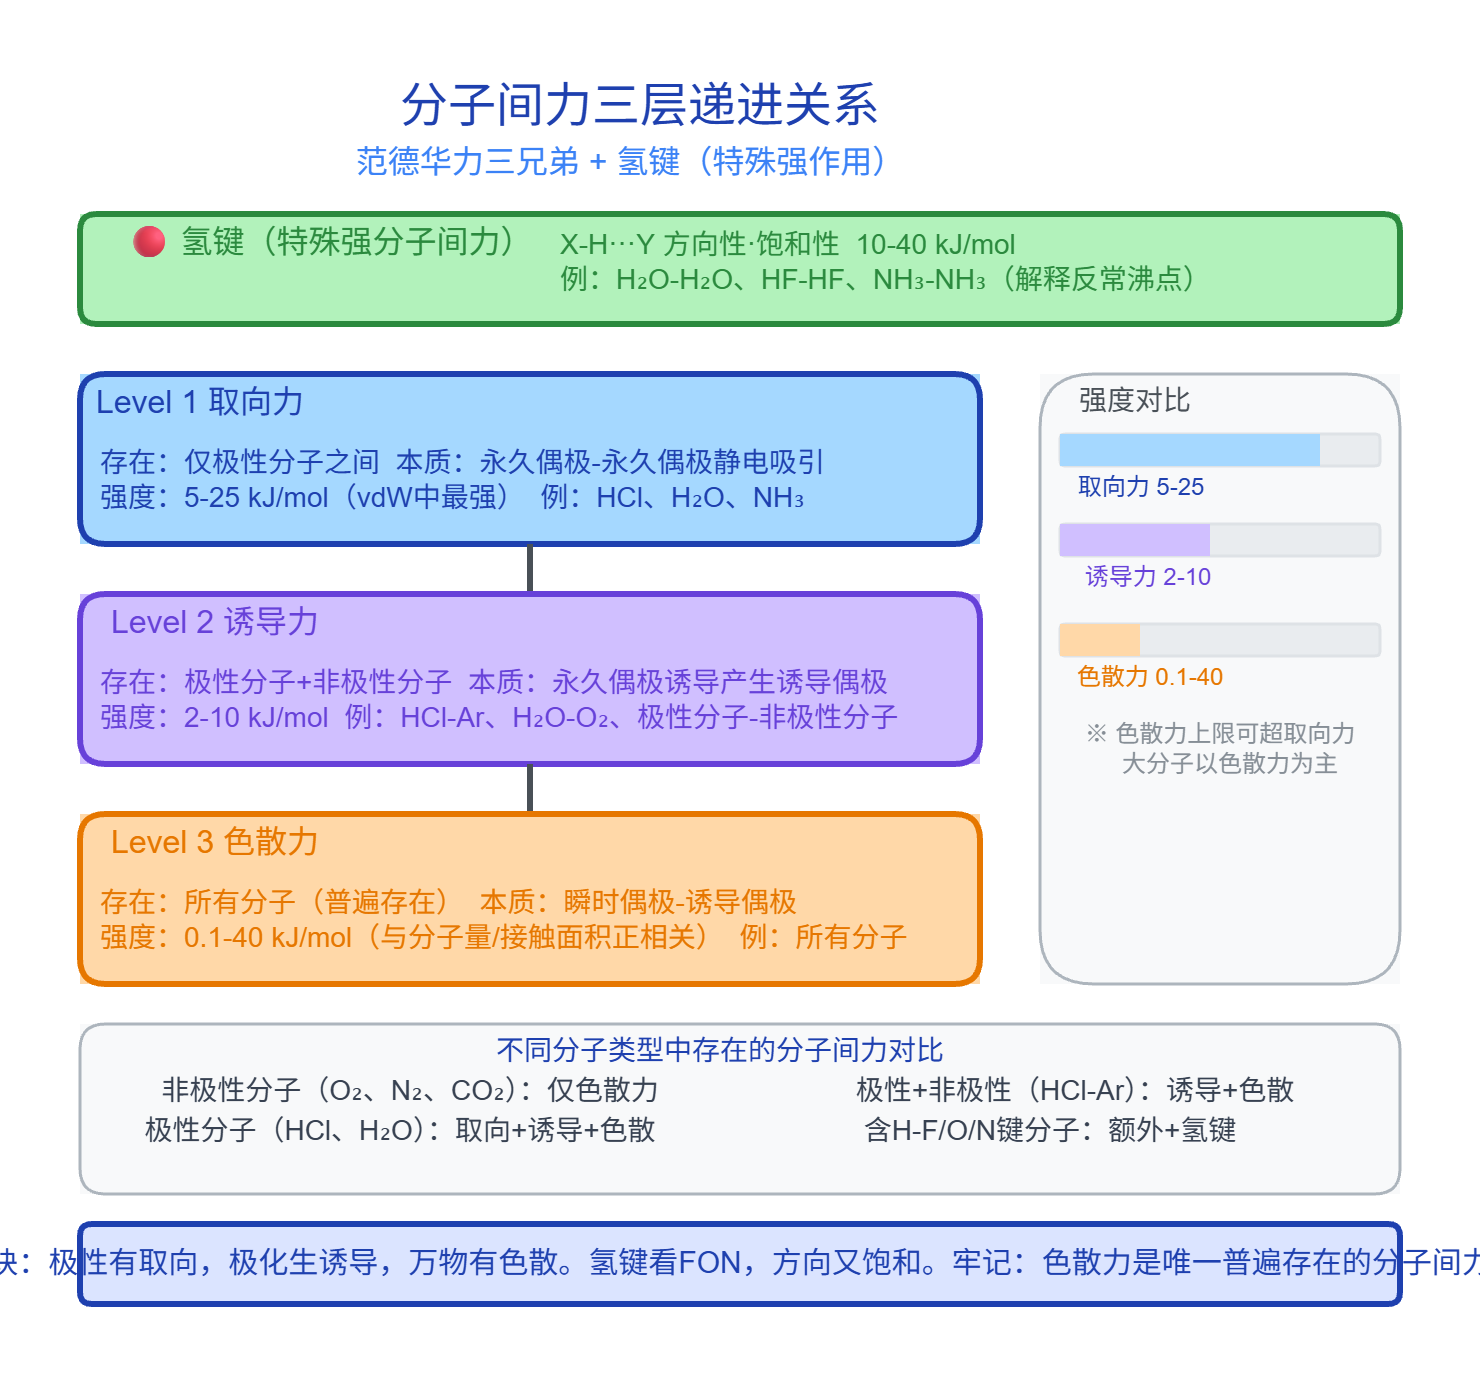 分子间力三层递进关系
范德华力三兄弟 + 氢键（特殊强作用）
氢键（特殊强分子间力）
X-H···Y 方向性·饱和性 10-40 kJ/mol
例：H₂O-H₂O、HF-HF、NH₃-NH₃（解释反常沸点）
Level 1 取向力
存在：仅极性分子之间 本质：永久偶极-永久偶极静电吸引
强度：5-25 kJ/mol（vdW中最强） 例：HCl、H₂O、NH₃
Level 2 诱导力
存在：极性分子+非极性分子 本质：永久偶极诱导产生诱导偶极
强度：2-10 kJ/mol 例：HCl-Ar、H₂O-O₂、极性分子-非极性分子
Level 3 色散力
存在：所有分子（普遍存在） 本质：瞬时偶极-诱导偶极
强度：0.1-40 kJ/mol（与分子量/接触面积正相关） 例：所有分子
强度对比
取向力 5-25
诱导力 2-10
色散力 0.1-40
※ 色散力上限可超取向力
大分子以色散力为主
不同分子类型中存在的分子间力对比
非极性分子（O₂、N₂、CO₂）：仅色散力
极性+非极性（HCl-Ar）：诱导+色散
极性分子（HCl、H₂O）：取向+诱导+色散
含H-F/O/N键分子：额外+氢键
：极性有取向，极化生诱导，万物有色散。氢键看FON，方向又饱和。牢记：色散力是唯一普遍存在的分子间力